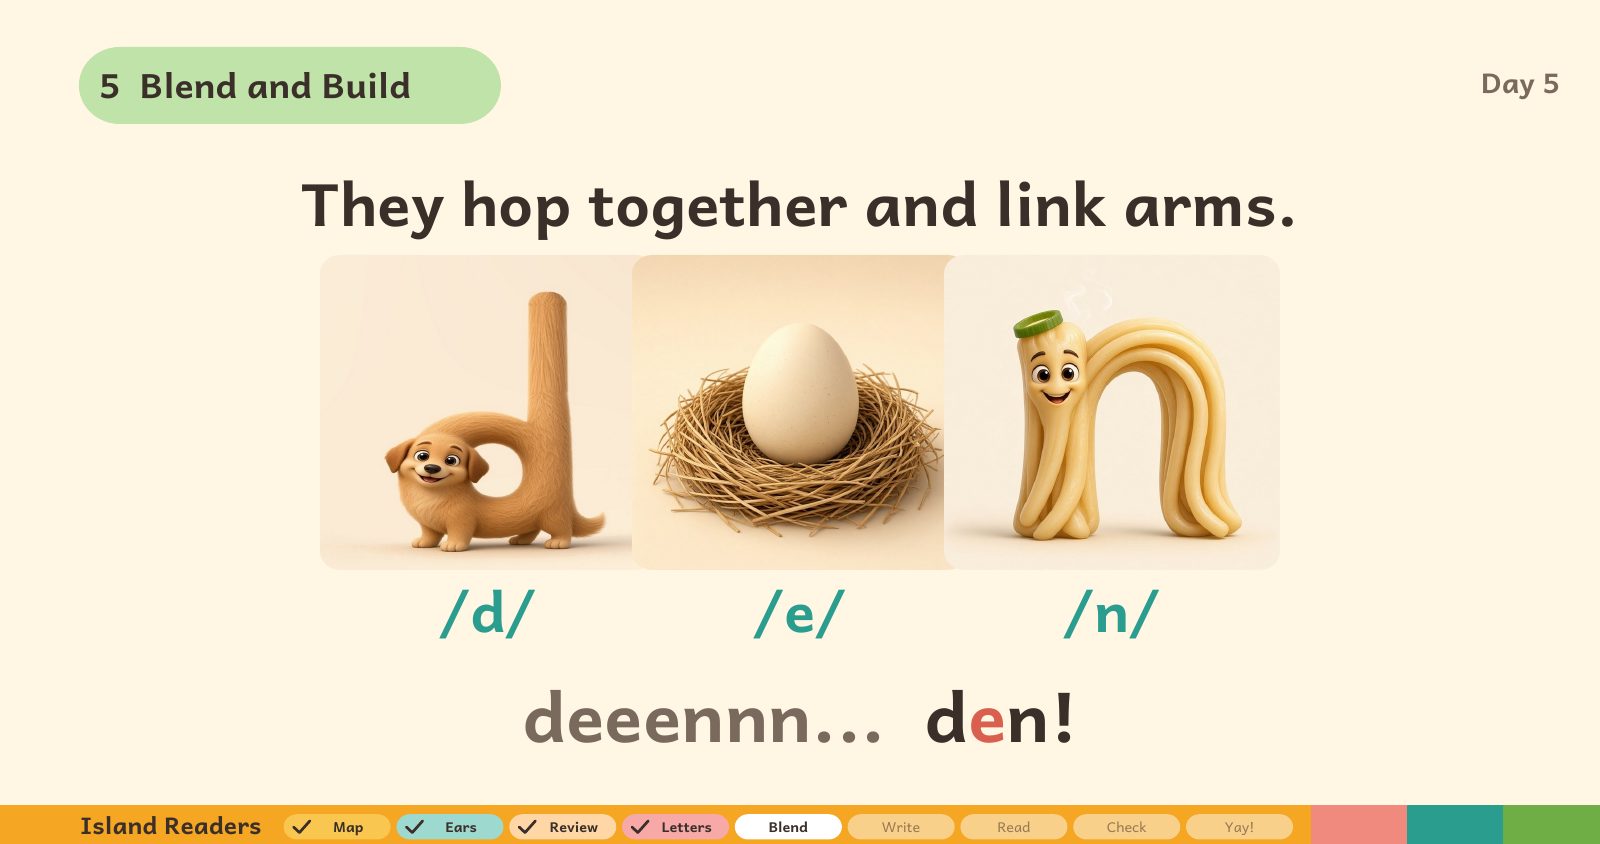 5 Blend and Build
Day 5
They hop together and link arms.
/d/ /e/ /n/
deeennn... den!
Island Readers Map Ears Review Letters Blend Write Read Check Yay!